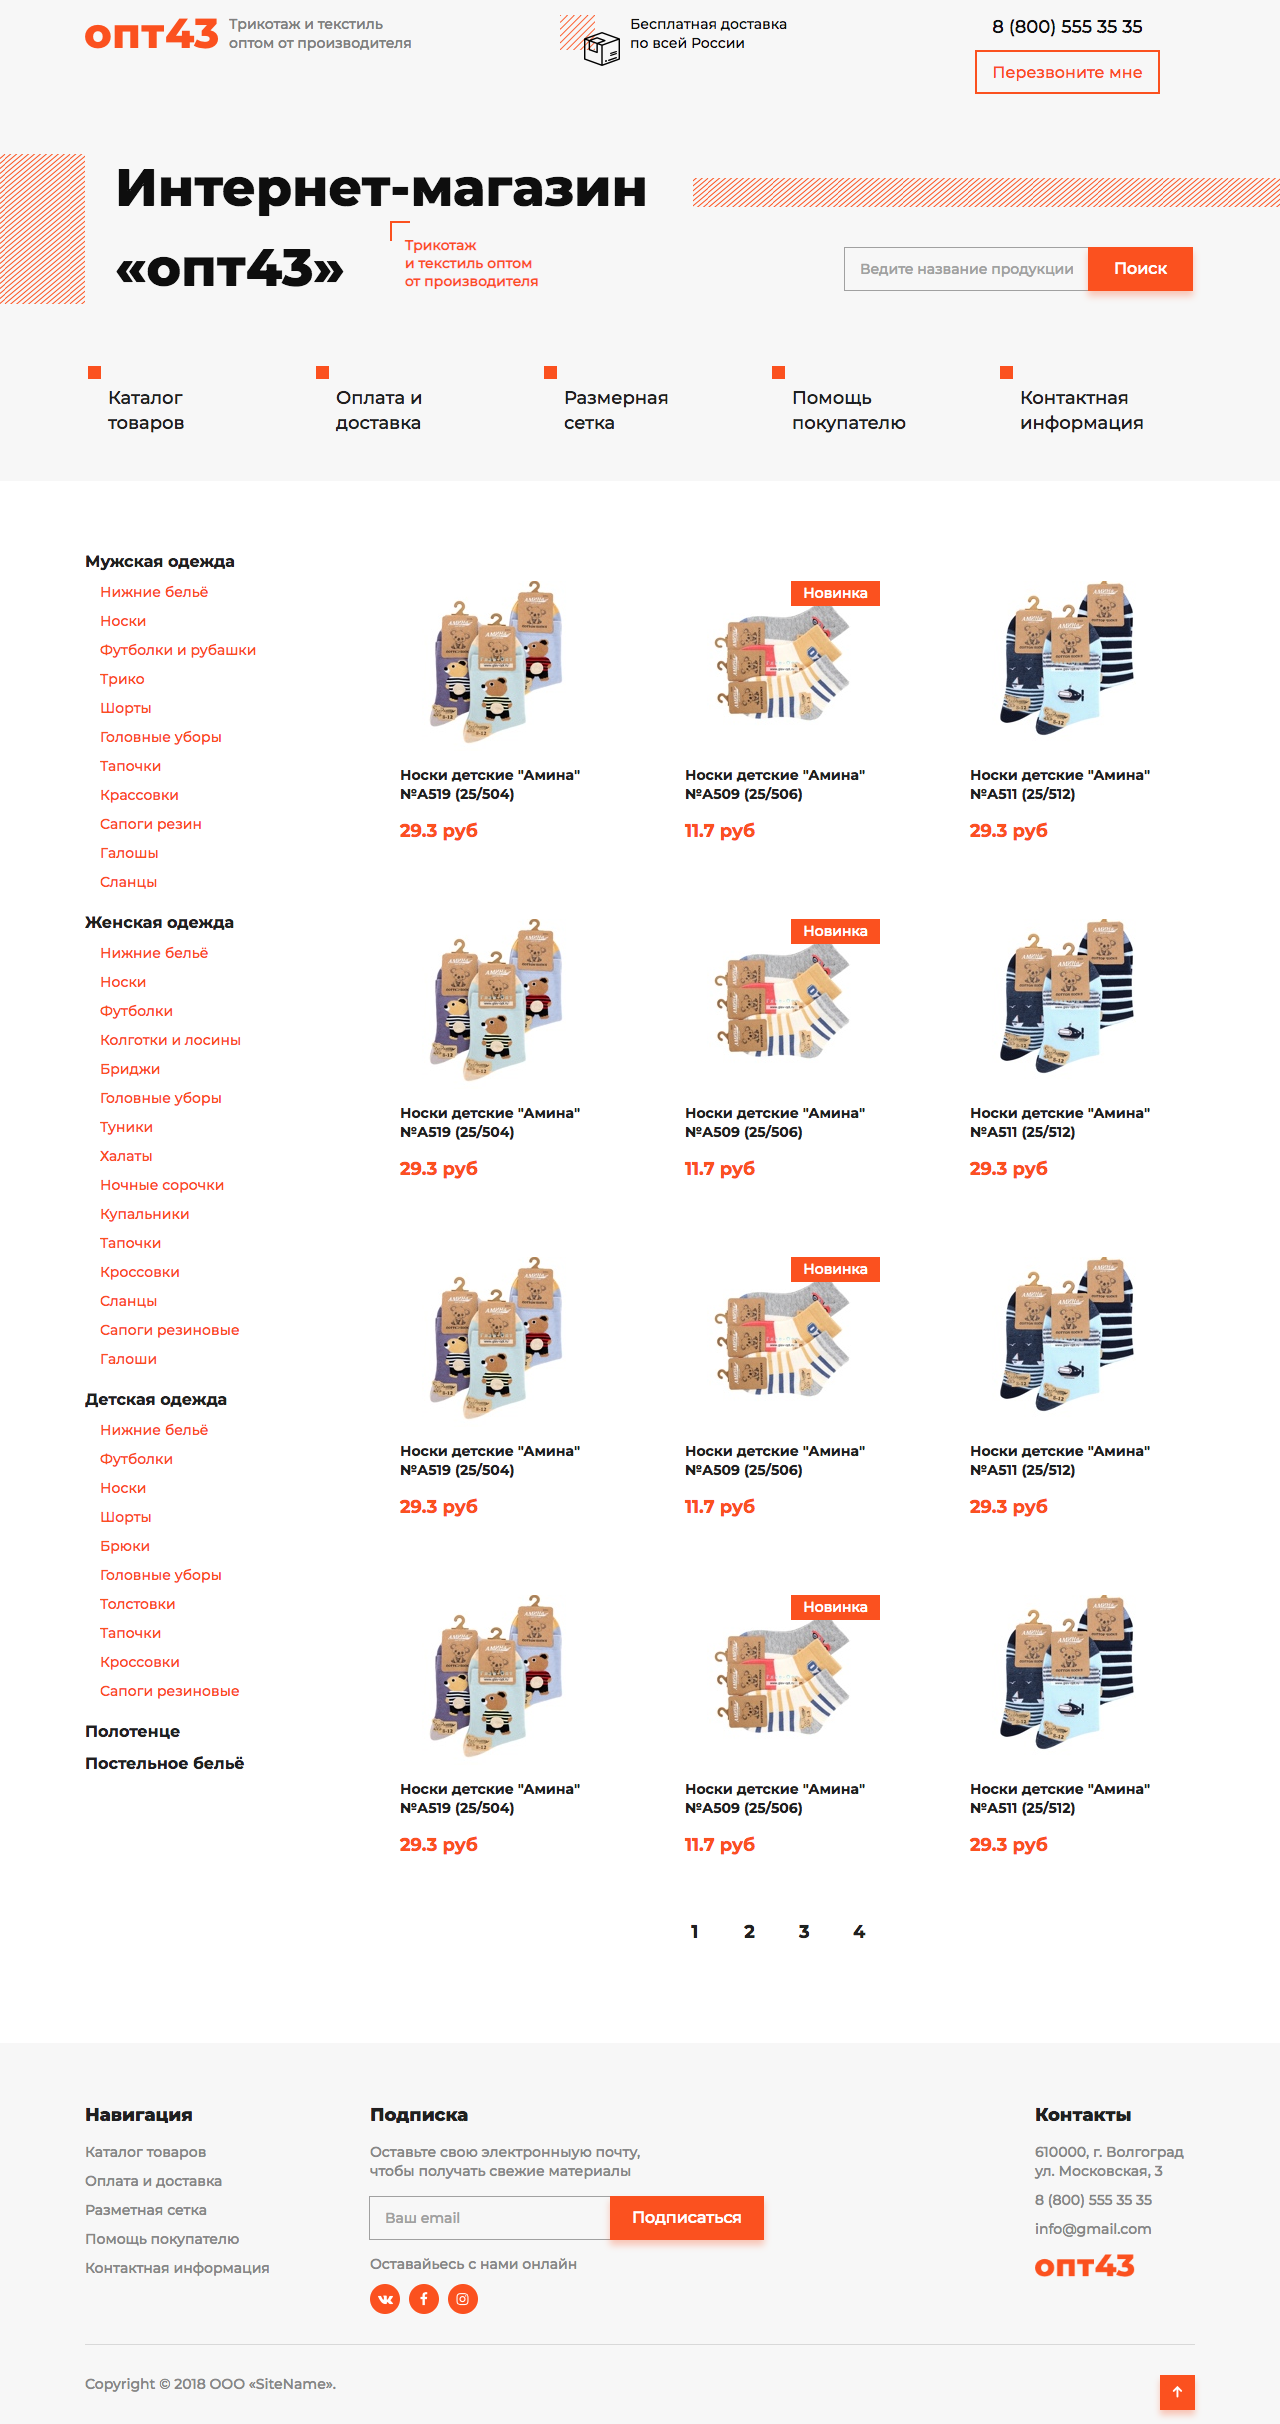 опт43
Трикотаж и текстиль
оптом от производителя
Бесплатная доставка
по всей России
8 (800) 555 35 35
Перезвоните мне
Интернет-магазин
«опт43»
Трикотаж
и текстиль оптом
от производителя
Ведите название продукции
Поиск
Каталог
товаров
Оплата и
доставка
Размерная
сетка
Помощь
покупателю
Контактная
информация
Мужская одежда
Нижние бельё
Носки
Футболки и рубашки
Трико
Шорты
Головные уборы
Тапочки
Крассовки
Сапоги резин
Галошы
Сланцы
Женская одежда
Нижние бельё
Носки
Футболки
Колготки и лосины
Бриджи
Головные уборы
Туники
Халаты
Ночные сорочки
Купальники
Тапочки
Кроссовки
Сланцы
Сапоги резиновые
Галоши
Детская одежда
Нижние бельё
Футболки
Носки
Шорты
Брюки
Головные уборы
Толстовки
Тапочки
Кроссовки
Сапоги резиновые
Полотенце
Постельное бельё
Носки детские "Амина"
№А519 (25/504)
29.3 руб
Новинка
Носки детские "Амина"
№А509 (25/506)
11.7 руб
Носки детские "Амина"
№А511 (25/512)
29.3 руб
Носки детские "Амина"
№А519 (25/504)
29.3 руб
Новинка
Носки детские "Амина"
№А509 (25/506)
11.7 руб
Носки детские "Амина"
№А511 (25/512)
29.3 руб
Носки детские "Амина"
№А519 (25/504)
29.3 руб
Новинка
Носки детские "Амина"
№А509 (25/506)
11.7 руб
Носки детские "Амина"
№А511 (25/512)
29.3 руб
Носки детские "Амина"
№А519 (25/504)
29.3 руб
Новинка
Носки детские "Амина"
№А509 (25/506)
11.7 руб
Носки детские "Амина"
№А511 (25/512)
29.3 руб
1 2 3 4
Навигация
Каталог товаров
Оплата и доставка
Разметная сетка
Помощь покупателю
Контактная информация
Подписка
Оставьте свою электронныую почту,
чтобы получать свежие материалы
Ваш email
Подписаться
Оставайьесь с нами онлайн
Контакты
610000, г. Волгоград
ул. Московская, 3
8 (800) 555 35 35
info@gmail.com
опт43
Copyright © 2018 ООО «SiteName».